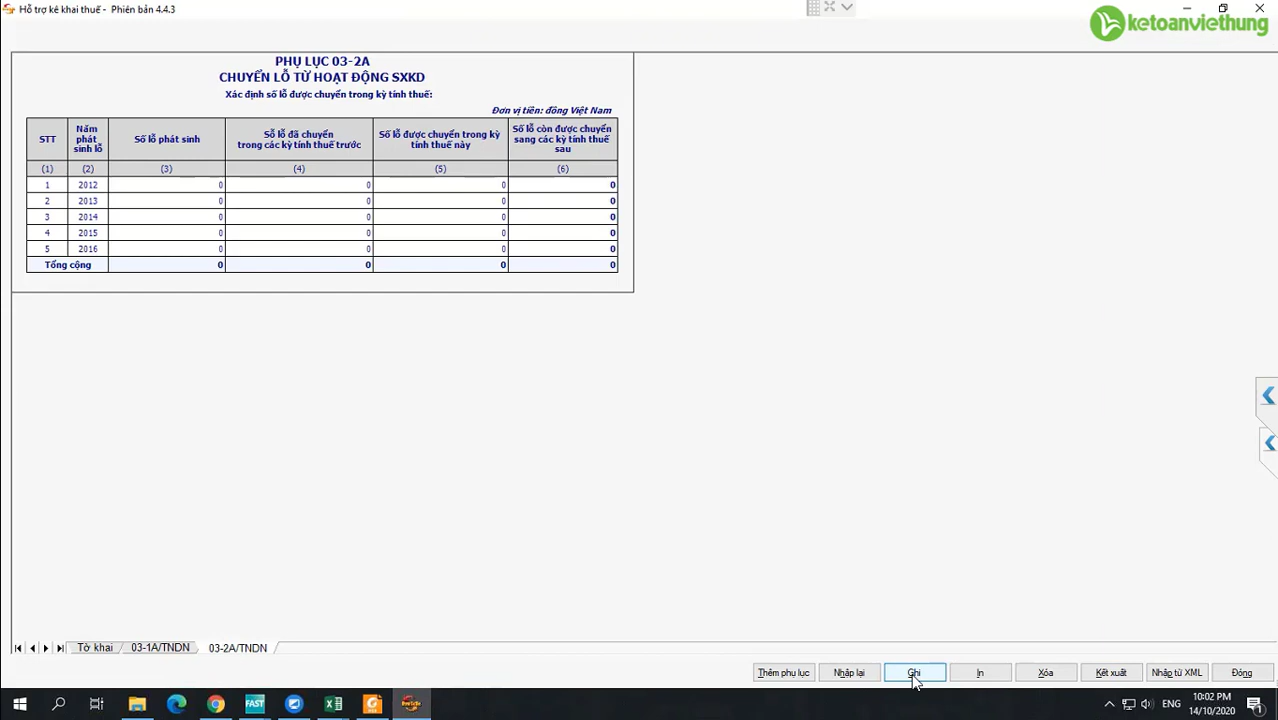 Hỗ trợ kê khai thuế - Phiên bản 4.4.3
ketoanviethung
PHỤ LỤC 03-2A
CHUYỂN LỖ TỪ HOẠT ĐỘNG SXKD
Xác định số lỗ được chuyển trong kỳ tính thuế:
Đơn vị tiền: đồng Việt Nam
STT Năm phát sinh lỗ Số lỗ phát sinh Số lỗ đã chuyển trong các kỳ tính thuế trước Số lỗ được chuyển trong kỳ tính thuế này Số lỗ còn được chuyển sang các kỳ tính thuế sau
(1) (2) (3) (4) (5) (6)
1 2012 0 0 0 0
2 2013 0 0 0 0
3 2014 0 0 0 0
4 2015 0 0 0 0
5 2016 0 0 0 0
Tổng cộng 0 0 0 0
Tờ khai 03-1A/TNDN 03-2A/TNDN
Thêm phụ lục Nhập lại Ghi In Xóa Kết xuất Nhập từ XML Đóng
FAST ENG 10:02 PM
14/10/2020